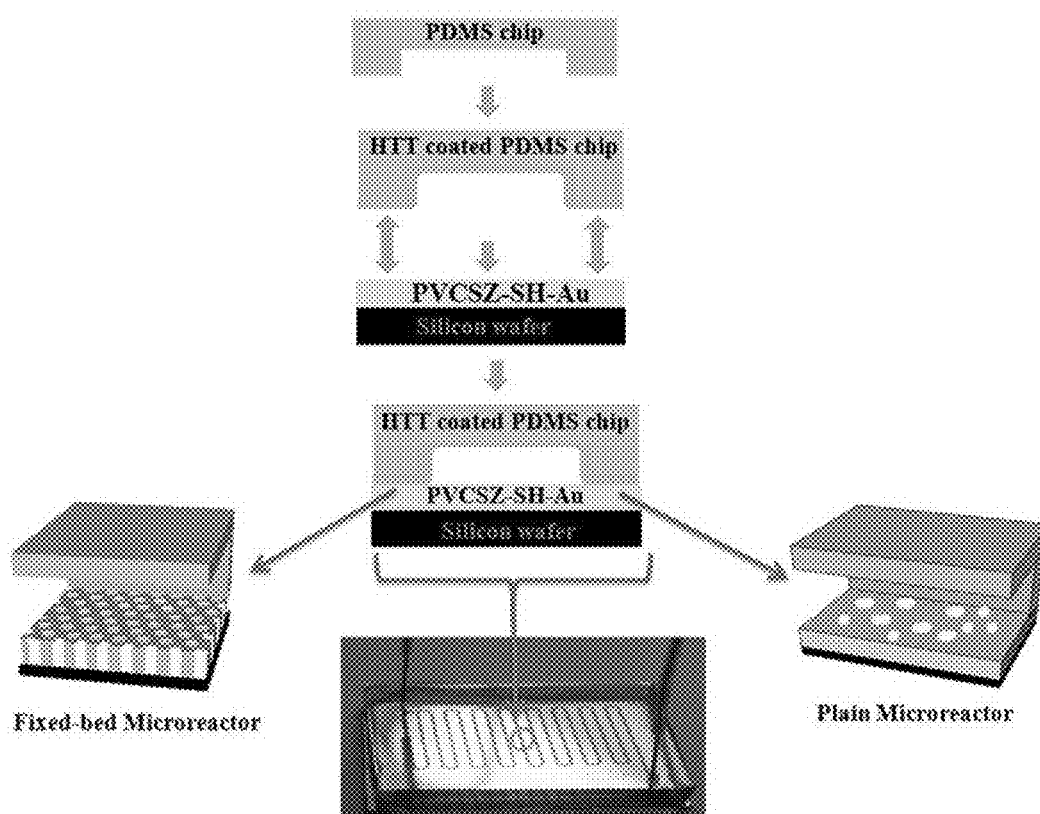 PDMS chip
HTT coated PDMS chip
PVCSZ-SH-Au
Silicon wafer
HTT coated PDMS chip
PVCSZ-SH-Au
Silicon wafer
Fixed-bed Microreactor
Plain Microreactor